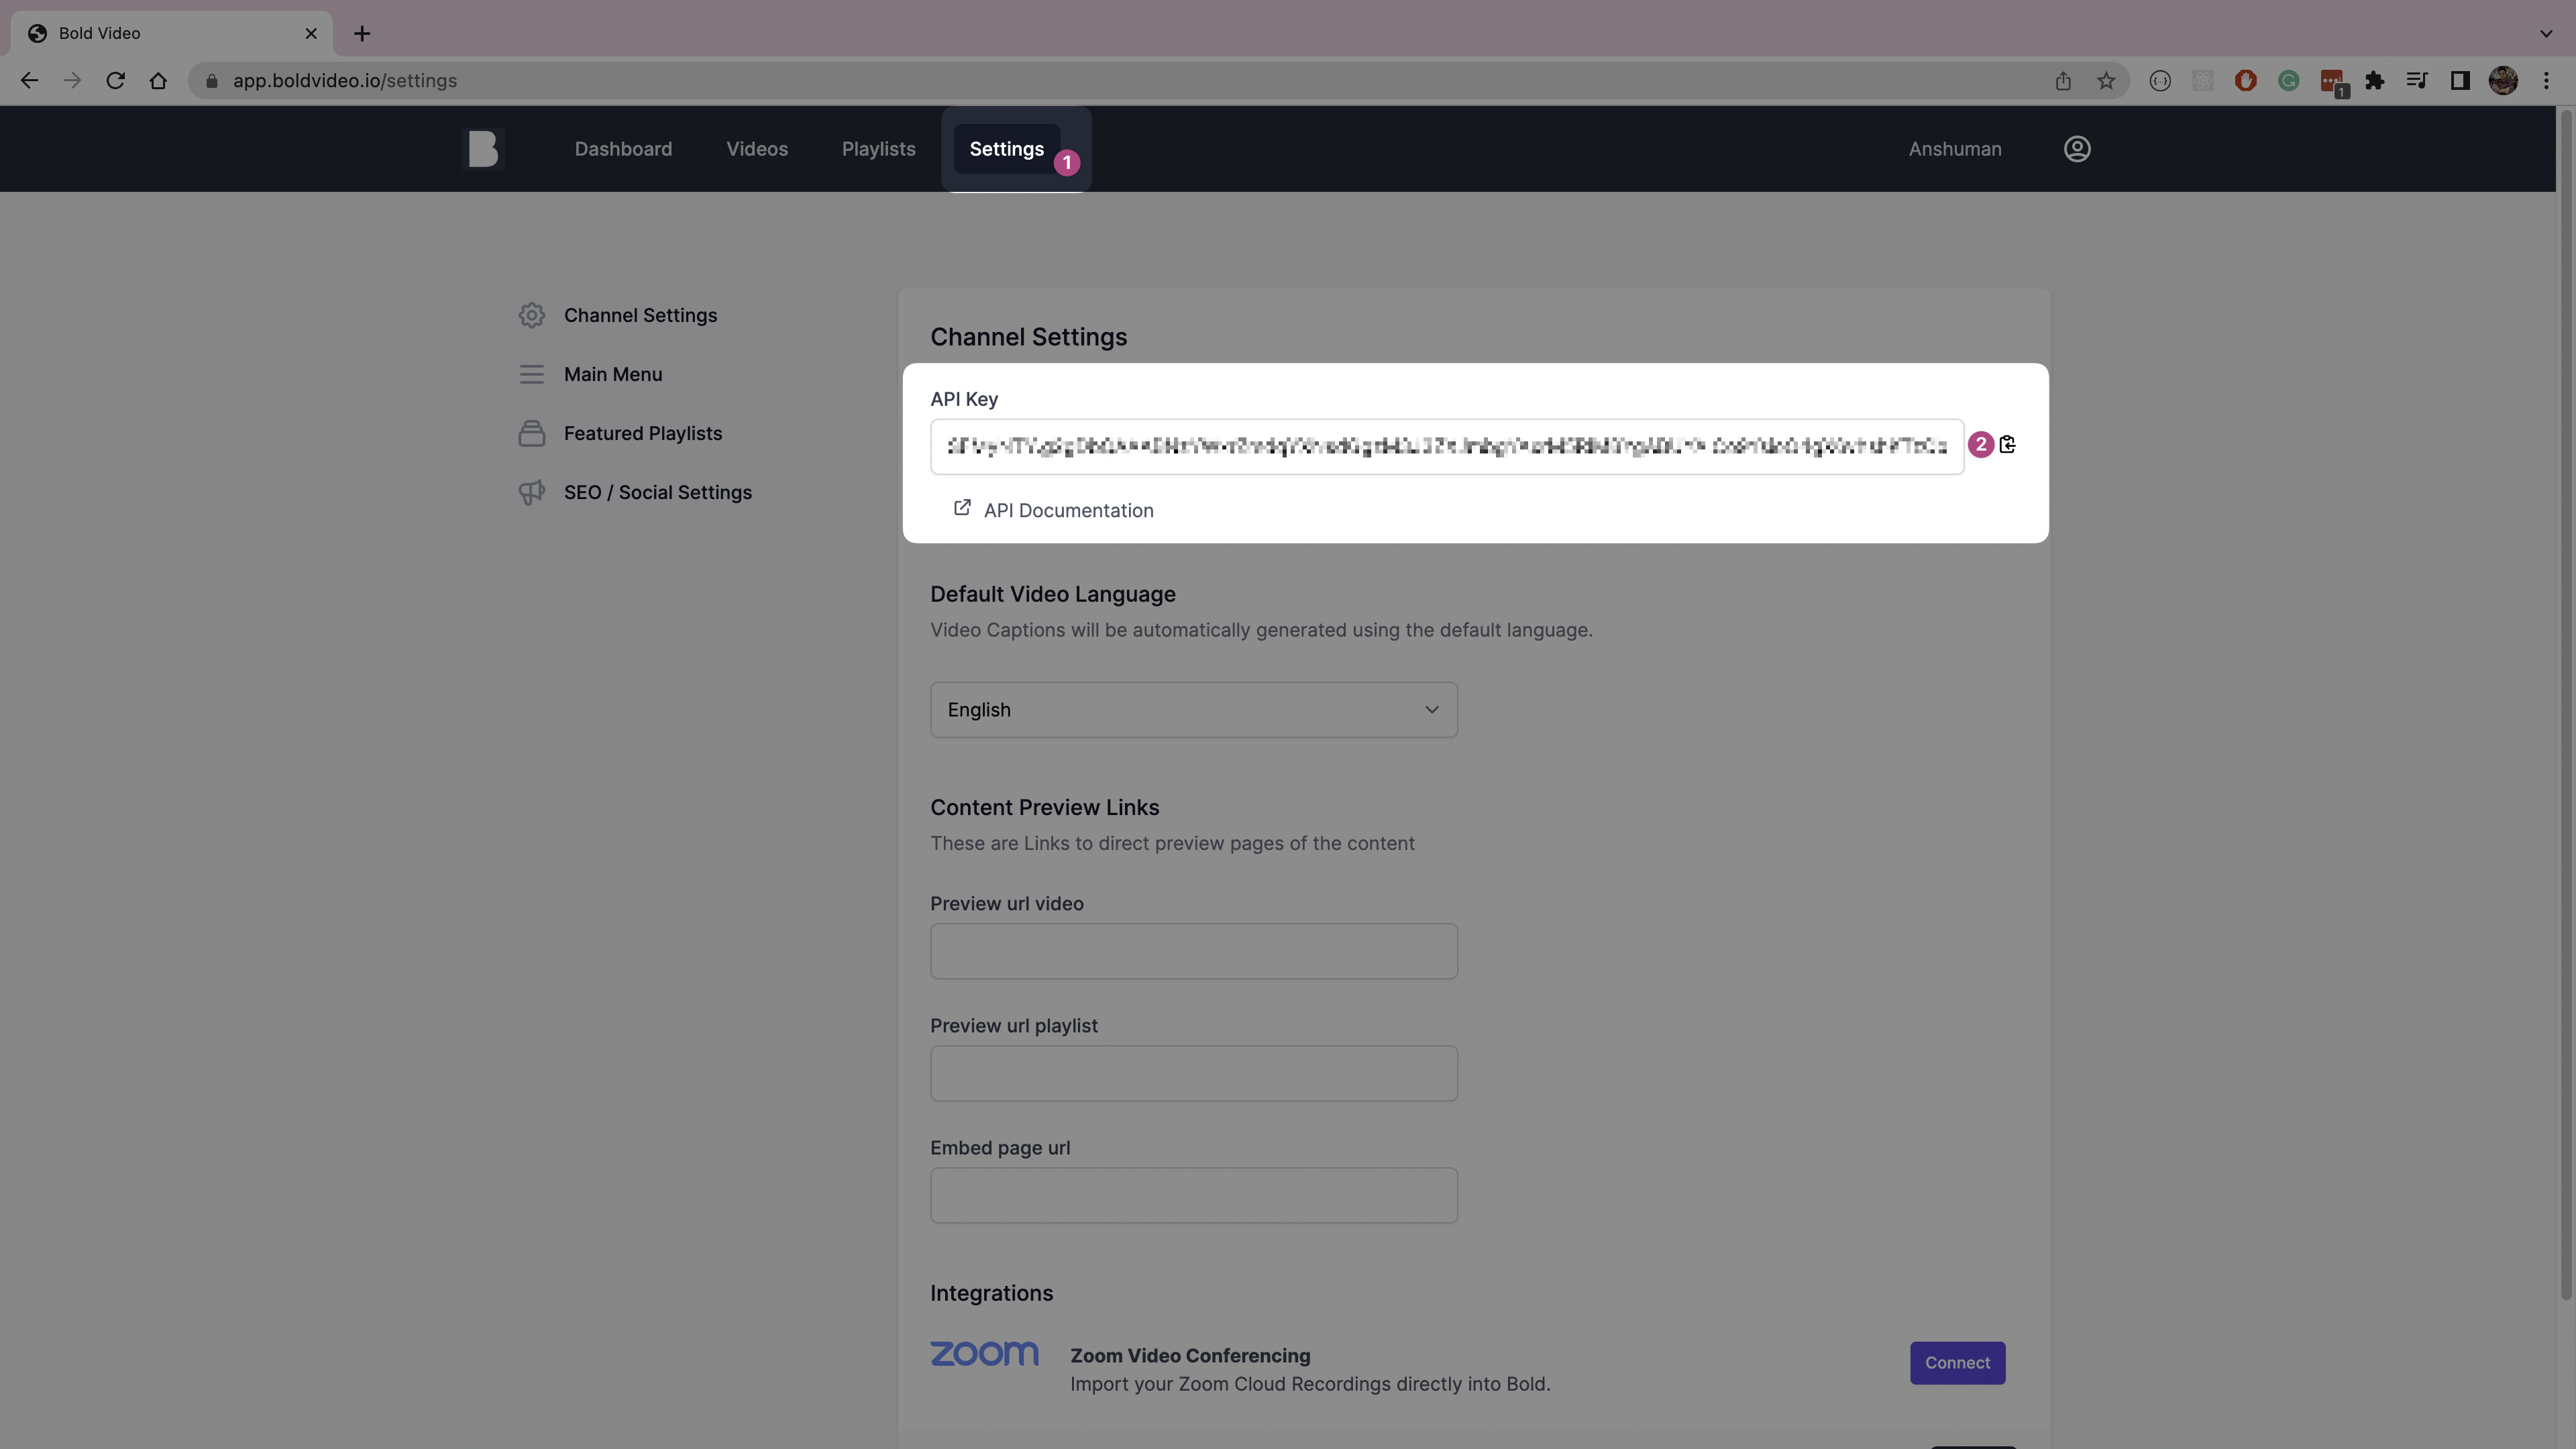 Bold Video
app.boldvideo.io/settings
1
B
Dashboard
Videos
Playlists
Settings
1
Anshuman
Channel Settings
Main Menu
Featured Playlists
SEO / Social Settings
Channel Settings
API Key
2
API Documentation
Default Video Language
Video Captions will be automatically generated using the default language.
English
Content Preview Links
These are Links to direct preview pages of the content
Preview url video
Preview url playlist
Embed page url
Integrations
zoom
Zoom Video Conferencing
Import your Zoom Cloud Recordings directly into Bold.
Connect